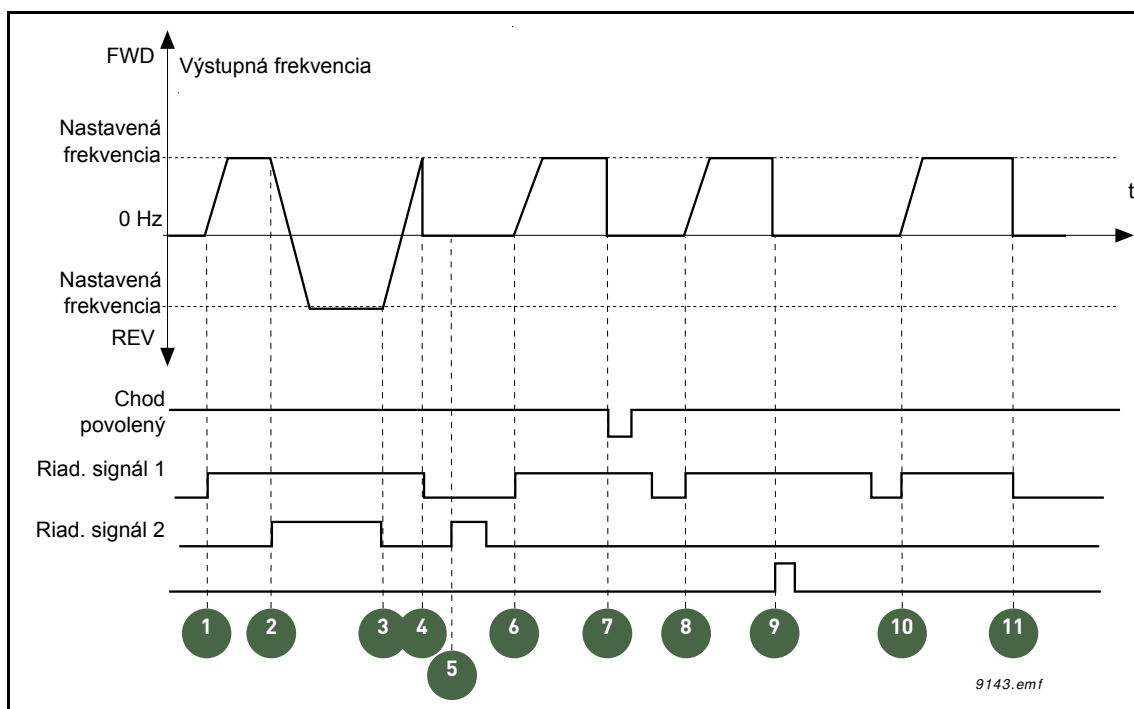 FWD
Výstupná frekvencia
Nastavená
frekvencia
t
0 Hz
Nastavená
frekvencia
REV
Chod
povolený
Riad. signál 1
Riad. signál 2
1
2
3
4
5
6
7
8
9
10
11
9143.emf